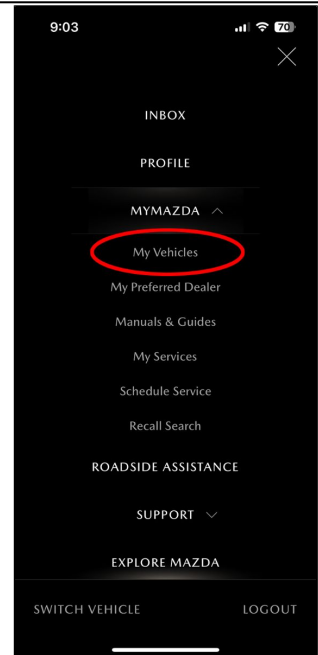 9:03
70
INBOX
PROFILE
MYMAZDA
My Vehicles
My Preferred Dealer
Manuals & Guides
My Services
Schedule Service
Recall Search
ROADSIDE ASSISTANCE
SUPPORT
EXPLORE MAZDA
SWITCH VEHICLE LOGOUT